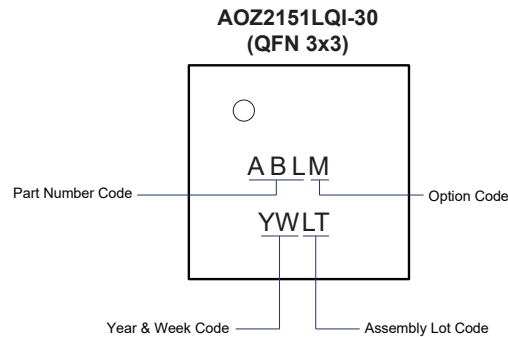 AOZ2151LQI-30
(QFN 3x3)
ABLM
Part Number Code
Option Code
YWLT
Year & Week Code
Assembly Lot Code